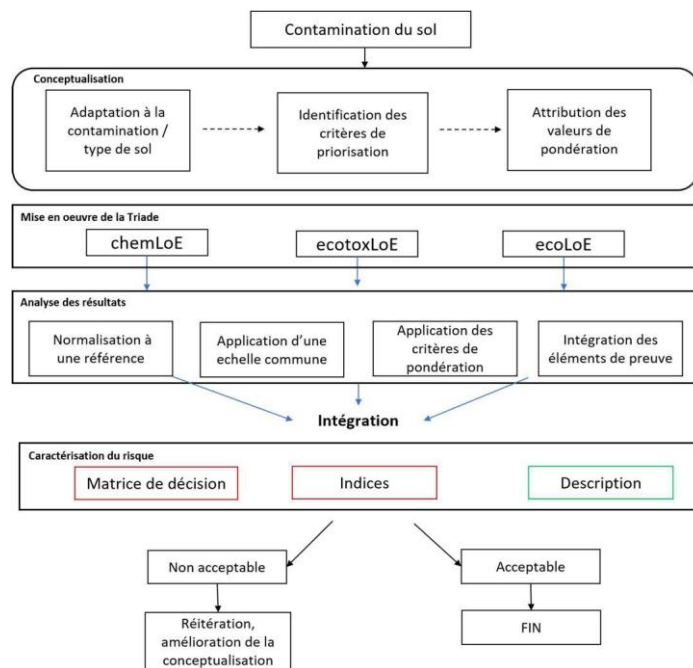 Contamination du sol
Conceptualisation
Adaptation à la
contamination /
type de sol
Identification des
critères de
priorisation
Attribution des
valeurs de
pondération
Mise en oeuvre de la Triade
chemLoE
ecotoxLoE
ecoLoE
Analyse des résultats
Normalisation à
une référence
Application d'une
echelle commune
Application des
critères de
pondération
Intégration des
éléments de preuve
Intégration
Caractérisation du risque
Matrice de décision
Indices
Description
Non acceptable
Acceptable
Réitération,
amélioration de la
conceptualisation
FIN